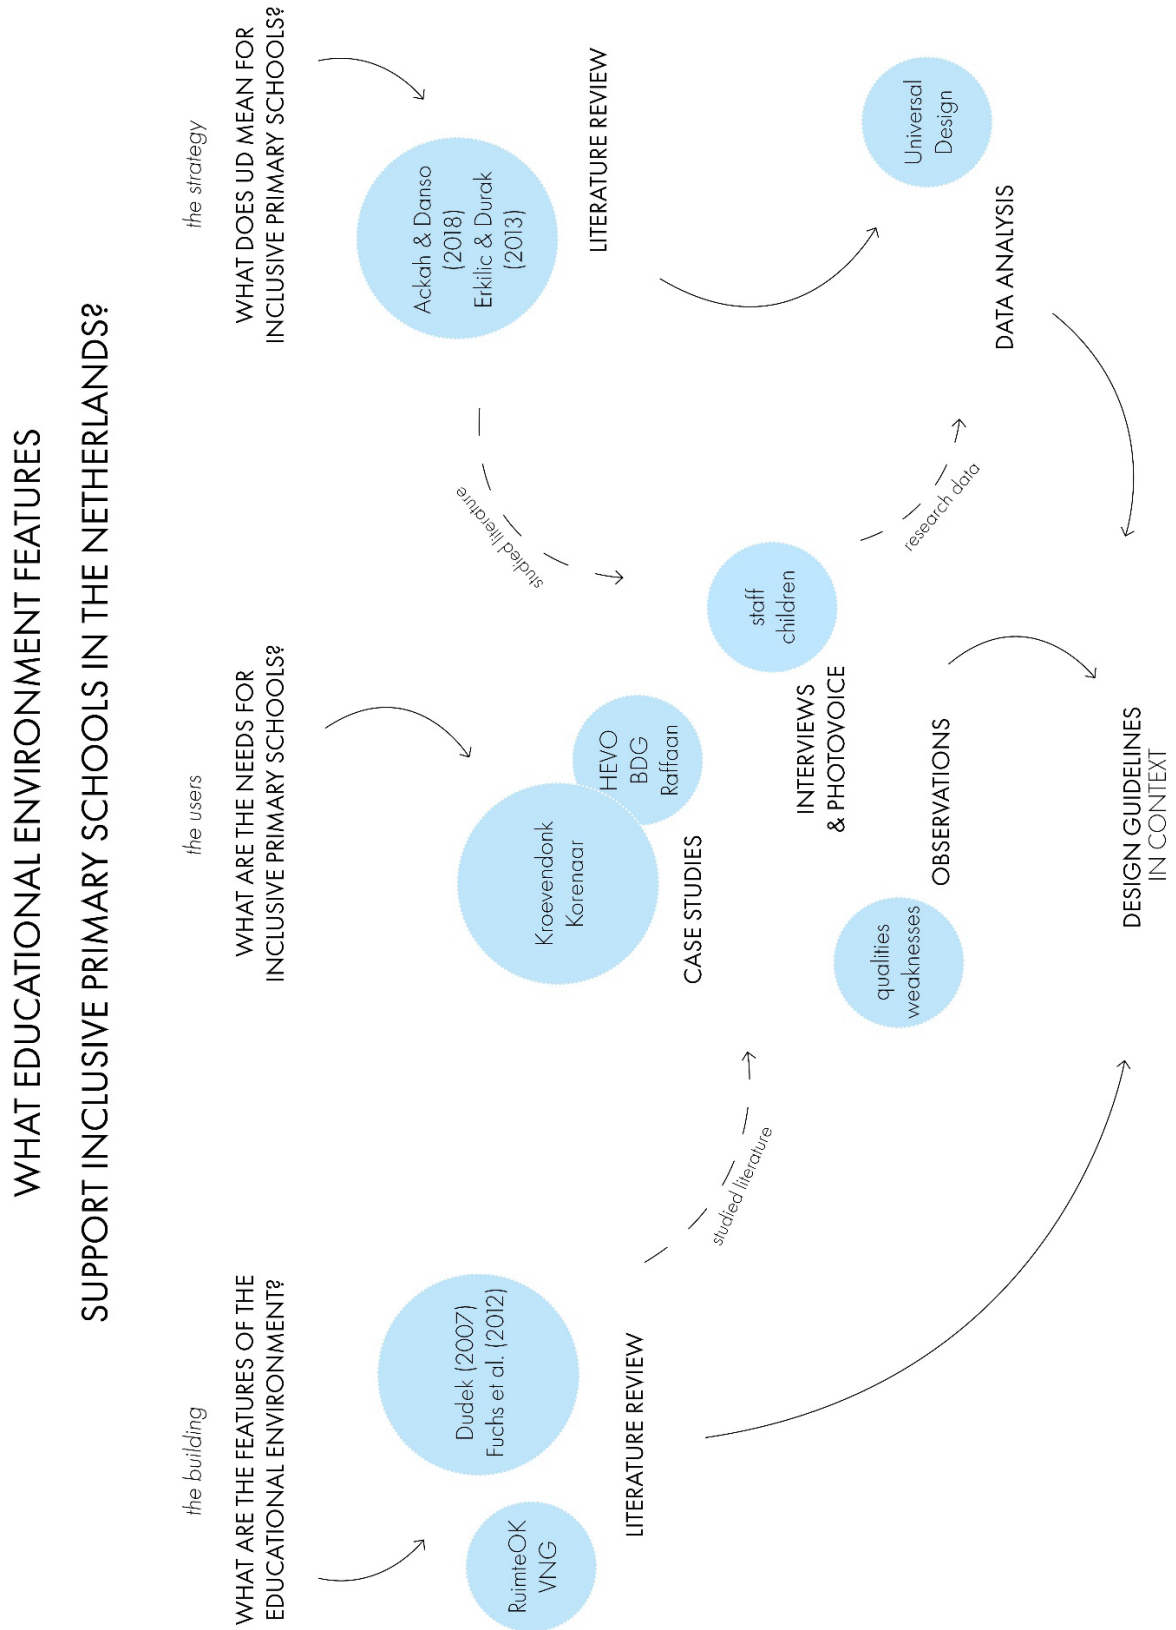 WHAT EDUCATIONAL ENVIRONMENT FEATURES
SUPPORT INCLUSIVE PRIMARY SCHOOLS IN THE NETHERLANDS?
the building
WHAT ARE THE FEATURES OF THE
EDUCATIONAL ENVIRONMENT?
RuimteOK
VNG
Dudek (2007)
Fuchs et al. (2012)
LITERATURE REVIEW
studied literature
the users
WHAT ARE THE NEEDS FOR
INCLUSIVE PRIMARY SCHOOLS?
Kroevendonk
Korenaar
HEVO
BDG
Raffaan
CASE STUDIES
staff
children
INTERVIEWS
& PHOTOVOICE
qualities
weaknesses
OBSERVATIONS
the strategy
WHAT DOES UD MEAN FOR
INCLUSIVE PRIMARY SCHOOLS?
Ackah & Danso
(2018)
Erkilic & Durak
(2013)
LITERATURE REVIEW
studied literature
research data
Universal
Design
DATA ANALYSIS
DESIGN GUIDELINES
IN CONTEXT